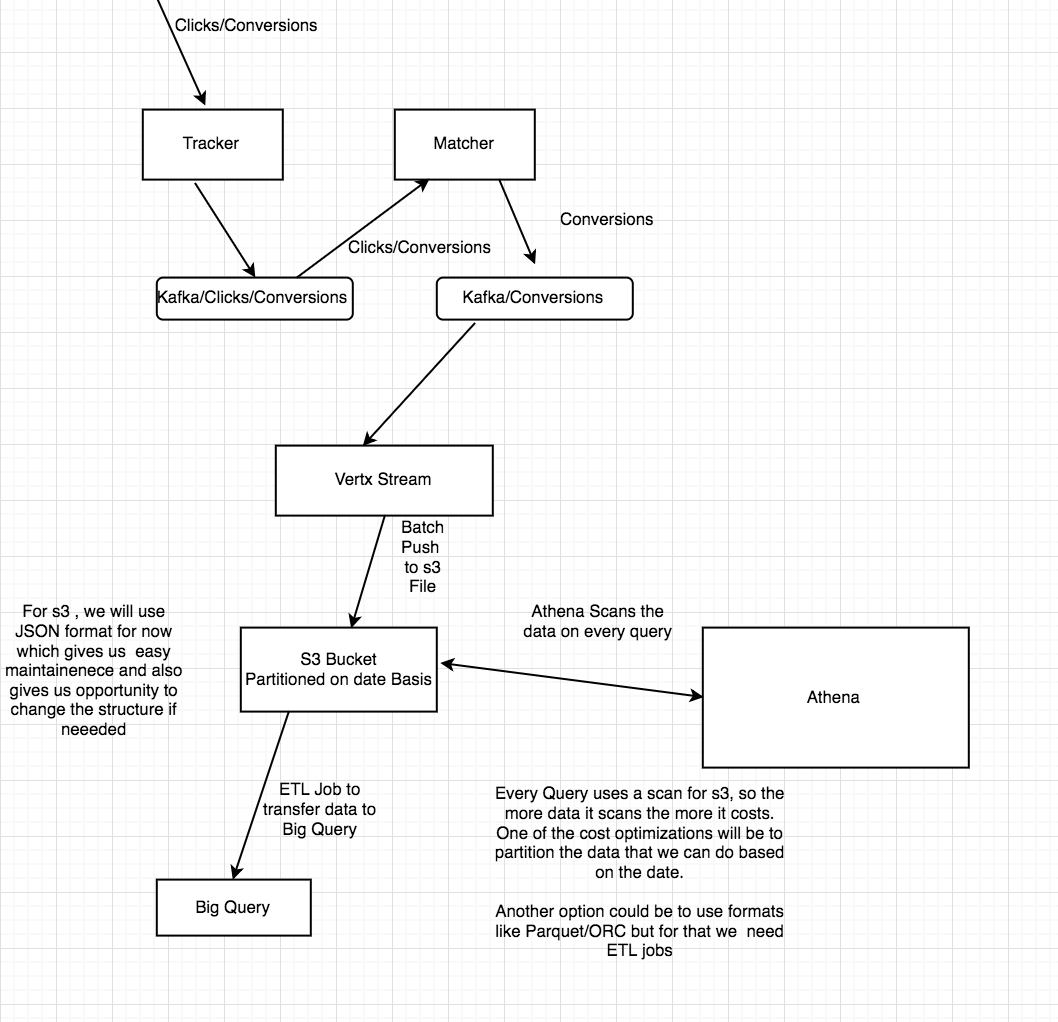 Clicks/Conversions
Tracker
Matcher
Clicks/Conversions
Conversions
Kafka/Clicks/Conversions
Kafka/Conversions
Vertx Stream
Batch
Push
to s3
File
For s3 , we will use
JSON format for now
which gives us easy
maintainenece and also
gives us opportunity to
change the structure if
neeeded
S3 Bucket
Partitioned on date Basis
Athena Scans the
data on every query
Athena
ETL Job to
transfer data to
Big Query
Every Query uses a scan for s3, so the
more data it scans the more it costs.
One of the cost optimizations will be to
partition the data that we can do based
on the date.
Another option could be to use formats
like Parquet/ORC but for that we need
ETL jobs
Big Query